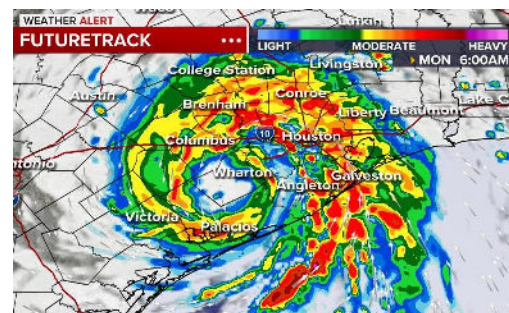 WEATHER ALERT
FUTURETRACK
LIGHT MODERATE HEAVY
MON 6:00AM
Lufkin
College Station
Livingston
Austin
Brenham
Conroe
Liberty
Beaumont
Lake C
Columbus
10
Houston
Wharton
Angleton
Galveston
Victoria
Palacios